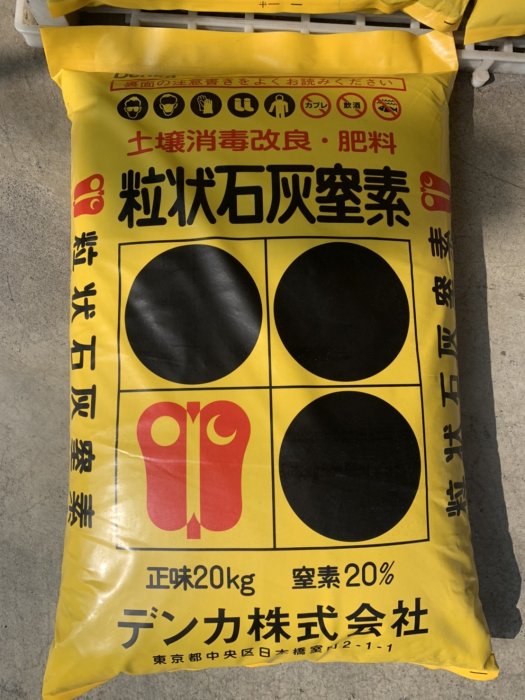 Denka
裏面の注意書きをよくお読みください
カブレ 飲酒
土壌消毒改良・肥料
粒状石灰窒素
粒状石灰窒素
粒状石灰窒素
正味20kg 窒素20%
デンカ株式会社
東京都中央区日本橋室町2-1-1